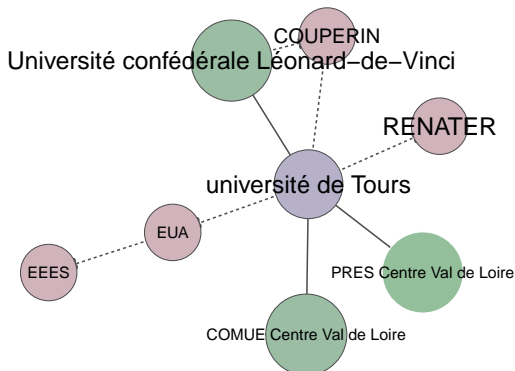 COUPERIN
Université confédérale Léonard−de−Vinci
RENATER
université de Tours
EUA
EEES
PRES Centre Val de Loire
COMUE Centre Val de Loire